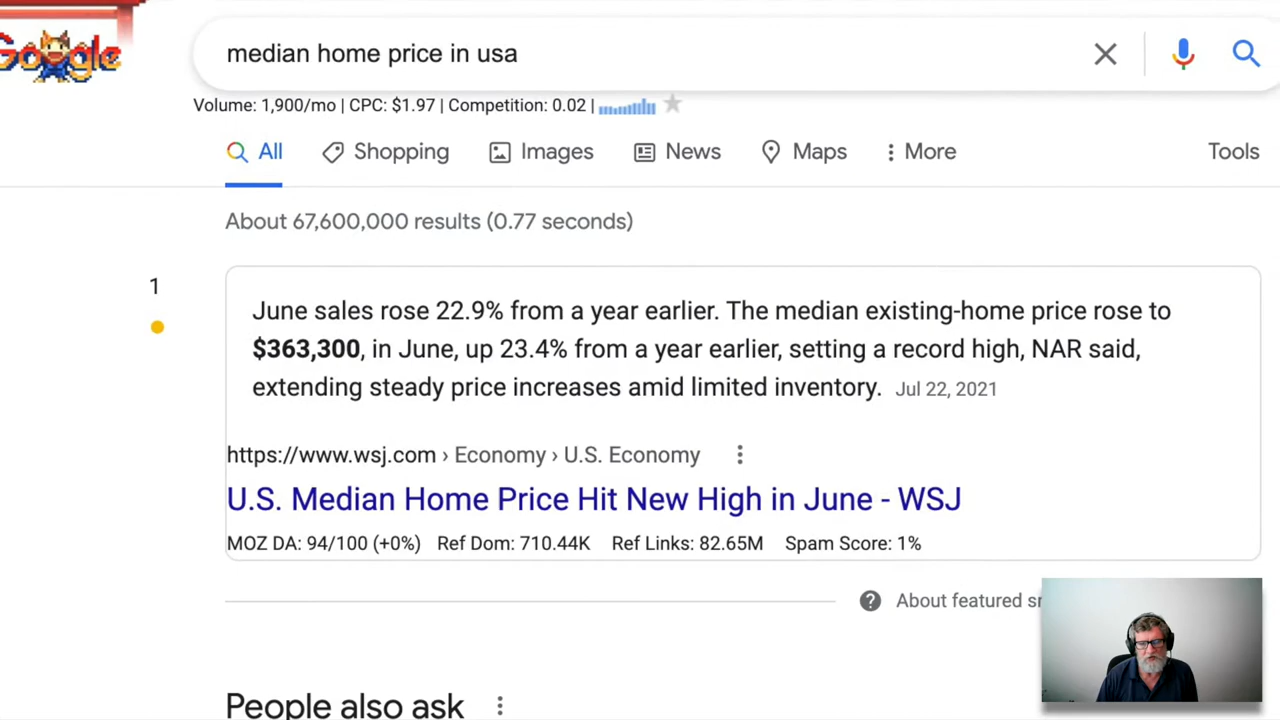 Google
median home price in usa
Volume: 1,900/mo | CPC: $1.97 | Competition: 0.02 |
All Shopping Images News Maps More Tools
About 67,600,000 results (0.77 seconds)
1
June sales rose 22.9% from a year earlier. The median existing-home price rose to
$363,300, in June, up 23.4% from a year earlier, setting a record high, NAR said,
extending steady price increases amid limited inventory. Jul 22, 2021
https://www.wsj.com › Economy › U.S. Economy
U.S. Median Home Price Hit New High in June - WSJ
MOZ DA: 94/100 (+0%) Ref Dom: 710.44K Ref Links: 82.65M Spam Score: 1%
About featured
People also ask